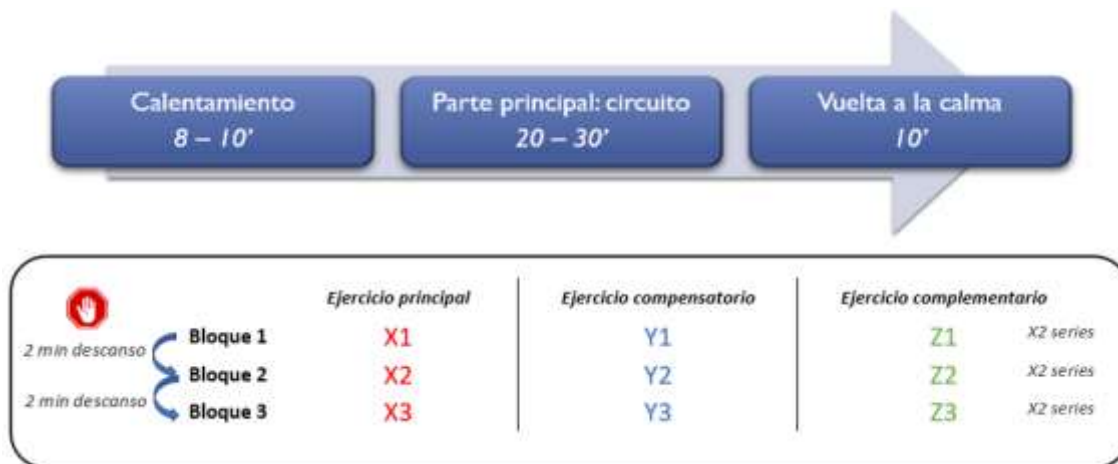 Calentamiento
8 – 10’
Parte principal: circuito
20 – 30’
Vuelta a la calma
10’
Ejercicio principal
Ejercicio compensatorio
Ejercicio complementario
Bloque 1 X1 Y1 Z1 X2 series
2 min descanso
Bloque 2 X2 Y2 Z2 X2 series
2 min descanso
Bloque 3 X3 Y3 Z3 X2 series